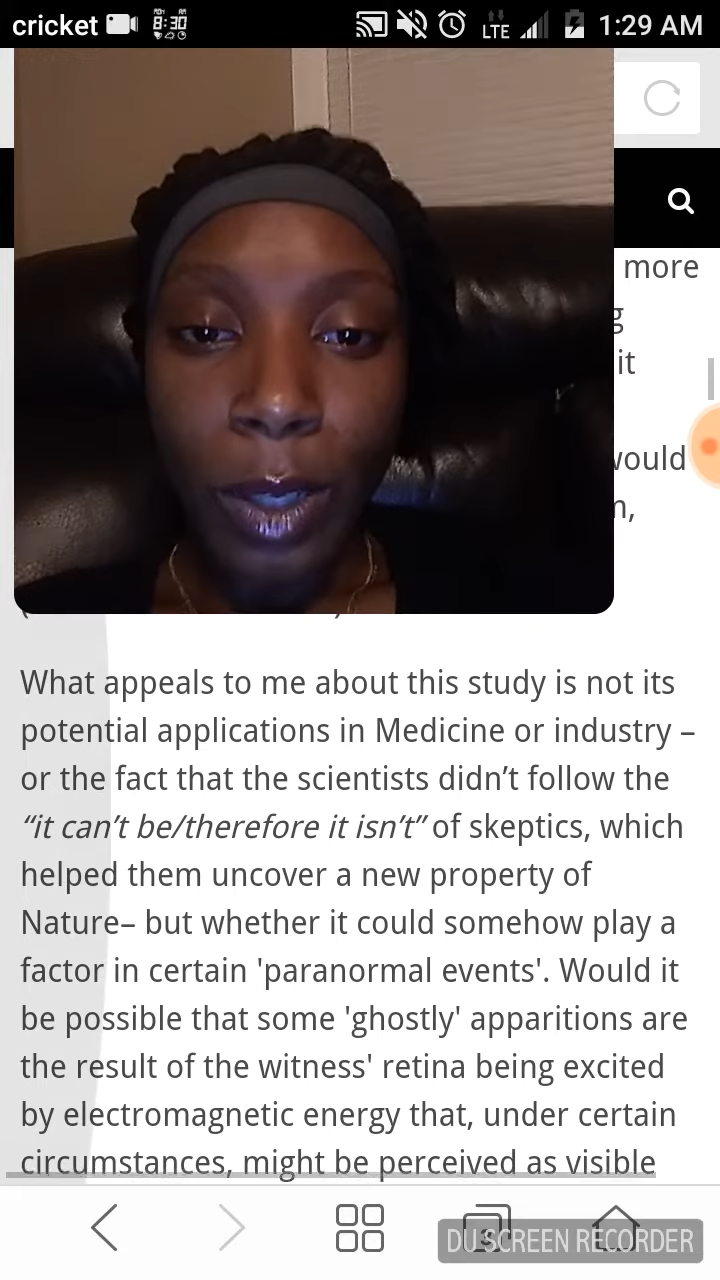 cricket 8:30 LTE 1:29 AM
more
g
it
would
n,
What appeals to me about this study is not its
potential applications in Medicine or industry –
or the fact that the scientists didn’t follow the
“it can’t be/therefore it isn’t” of skeptics, which
helped them uncover a new property of
Nature– but whether it could somehow play a
factor in certain 'paranormal events'. Would it
be possible that some 'ghostly' apparitions are
the result of the witness' retina being excited
by electromagnetic energy that, under certain
circumstances, might be perceived as visible
DU SCREEN RECORDER